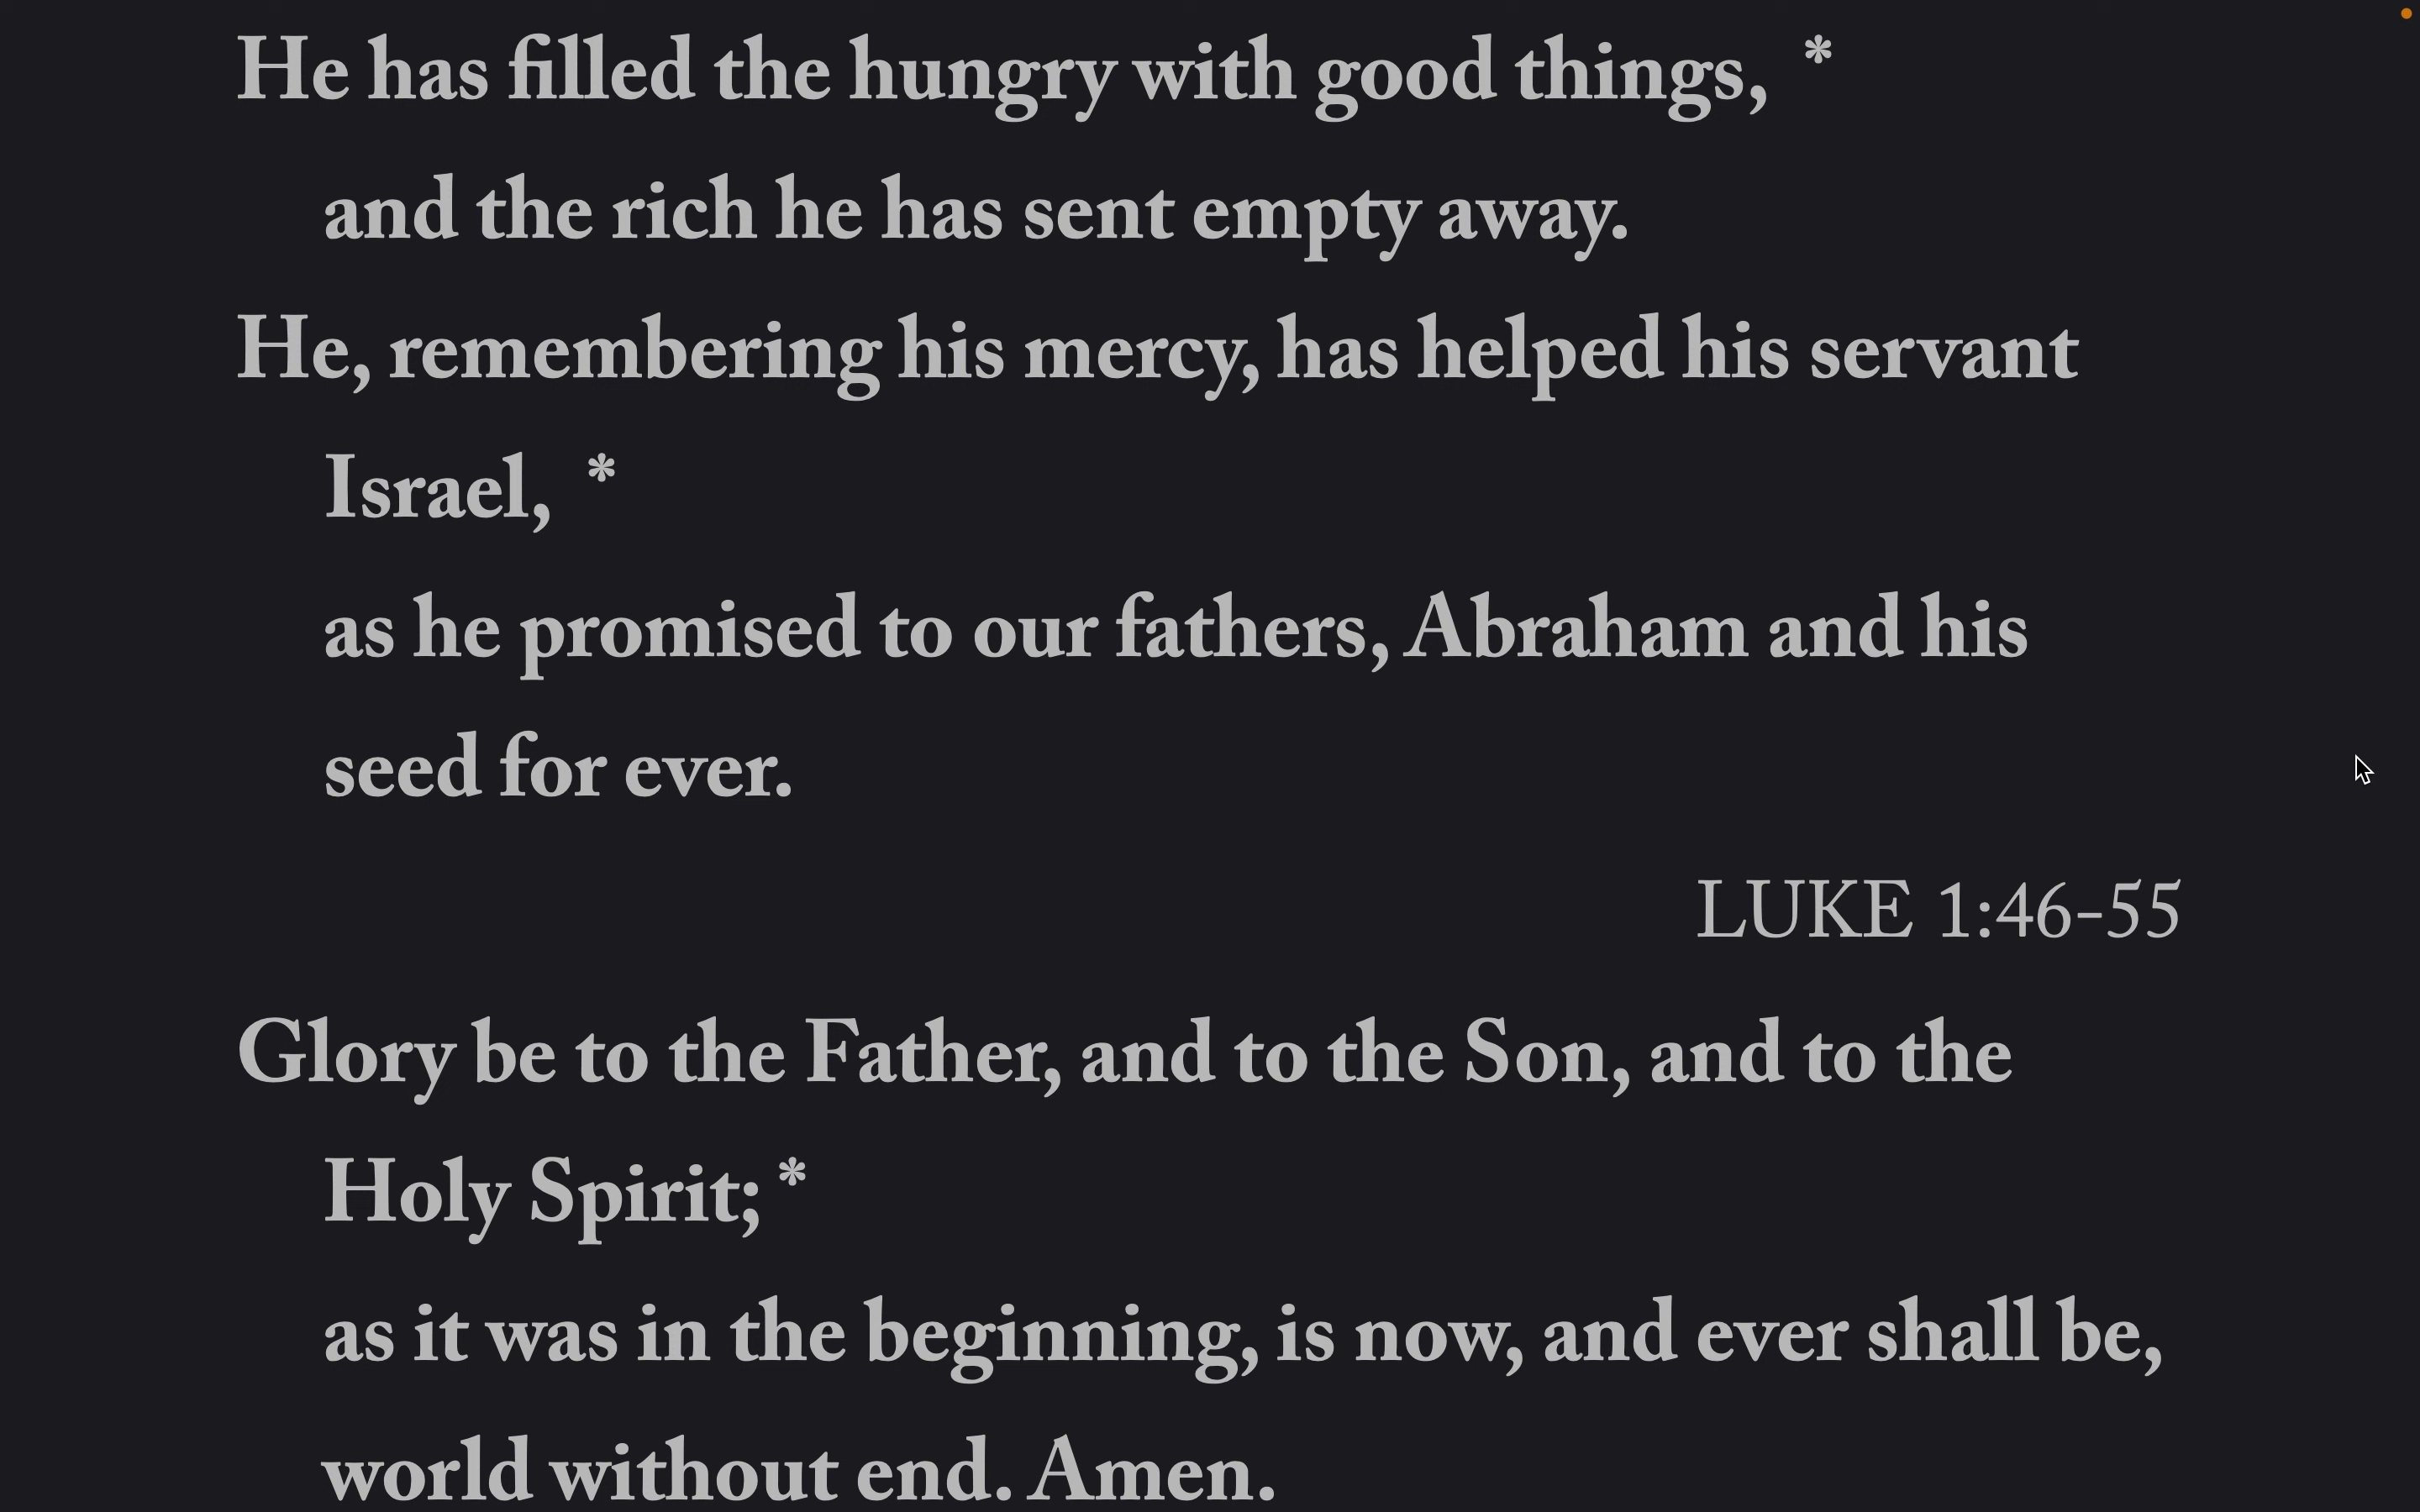 He has filled the hungry with good things, *
and the rich he has sent empty away.
He, remembering his mercy, has helped his servant
Israel, *
as he promised to our fathers, Abraham and his
seed for ever.
LUKE 1:46–55
Glory be to the Father, and to the Son, and to the
Holy Spirit;*
as it was in the beginning, is now, and ever shall be,
world without end. Amen.